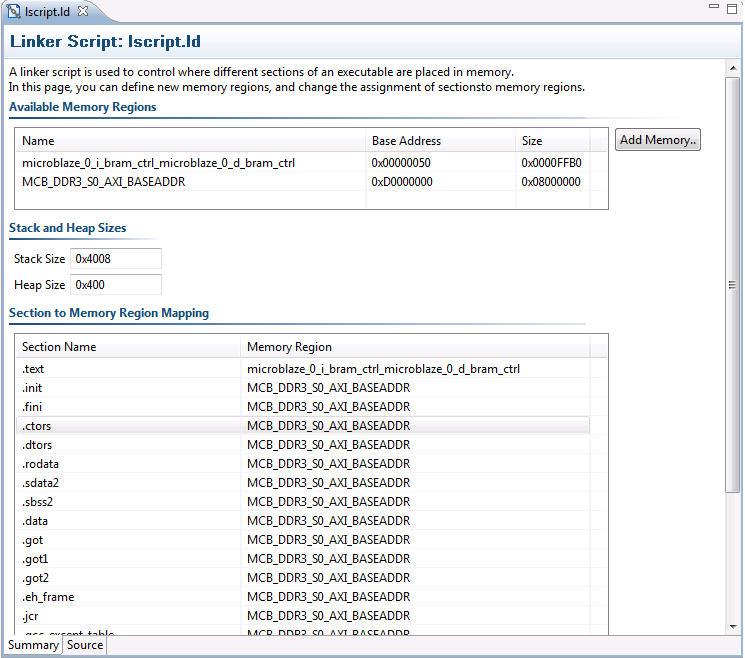 lscript.ld
Linker Script: lscript.ld
A linker script is used to control where different sections of an executable are placed in memory.
In this page, you can define new memory regions, and change the assignment of sectionsto memory regions.
Available Memory Regions
Name Base Address Size
microblaze_0_i_bram_ctrl_microblaze_0_d_bram_ctrl 0x00000050 0x0000FFB0
MCB_DDR3_S0_AXI_BASEADDR 0xD0000000 0x08000000
Add Memory..
Stack and Heap Sizes
Stack Size 0x4008
Heap Size 0x400
Section to Memory Region Mapping
Section Name Memory Region
.text microblaze_0_i_bram_ctrl_microblaze_0_d_bram_ctrl
.init MCB_DDR3_S0_AXI_BASEADDR
.fini MCB_DDR3_S0_AXI_BASEADDR
.ctors MCB_DDR3_S0_AXI_BASEADDR
.dtors MCB_DDR3_S0_AXI_BASEADDR
.rodata MCB_DDR3_S0_AXI_BASEADDR
.sdata2 MCB_DDR3_S0_AXI_BASEADDR
.sbss2 MCB_DDR3_S0_AXI_BASEADDR
.data MCB_DDR3_S0_AXI_BASEADDR
.got MCB_DDR3_S0_AXI_BASEADDR
.got1 MCB_DDR3_S0_AXI_BASEADDR
.got2 MCB_DDR3_S0_AXI_BASEADDR
.eh_frame MCB_DDR3_S0_AXI_BASEADDR
.jcr MCB_DDR3_S0_AXI_BASEADDR
.gcc_except_table MCB_DDR3_S0_AXI_BASEADDR
Summary Source